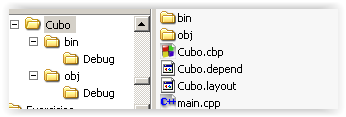 Cubo
bin
Debug
obj
Debug
bin
obj
Cubo.cbp
Cubo.depend
Cubo.layout
main.cpp